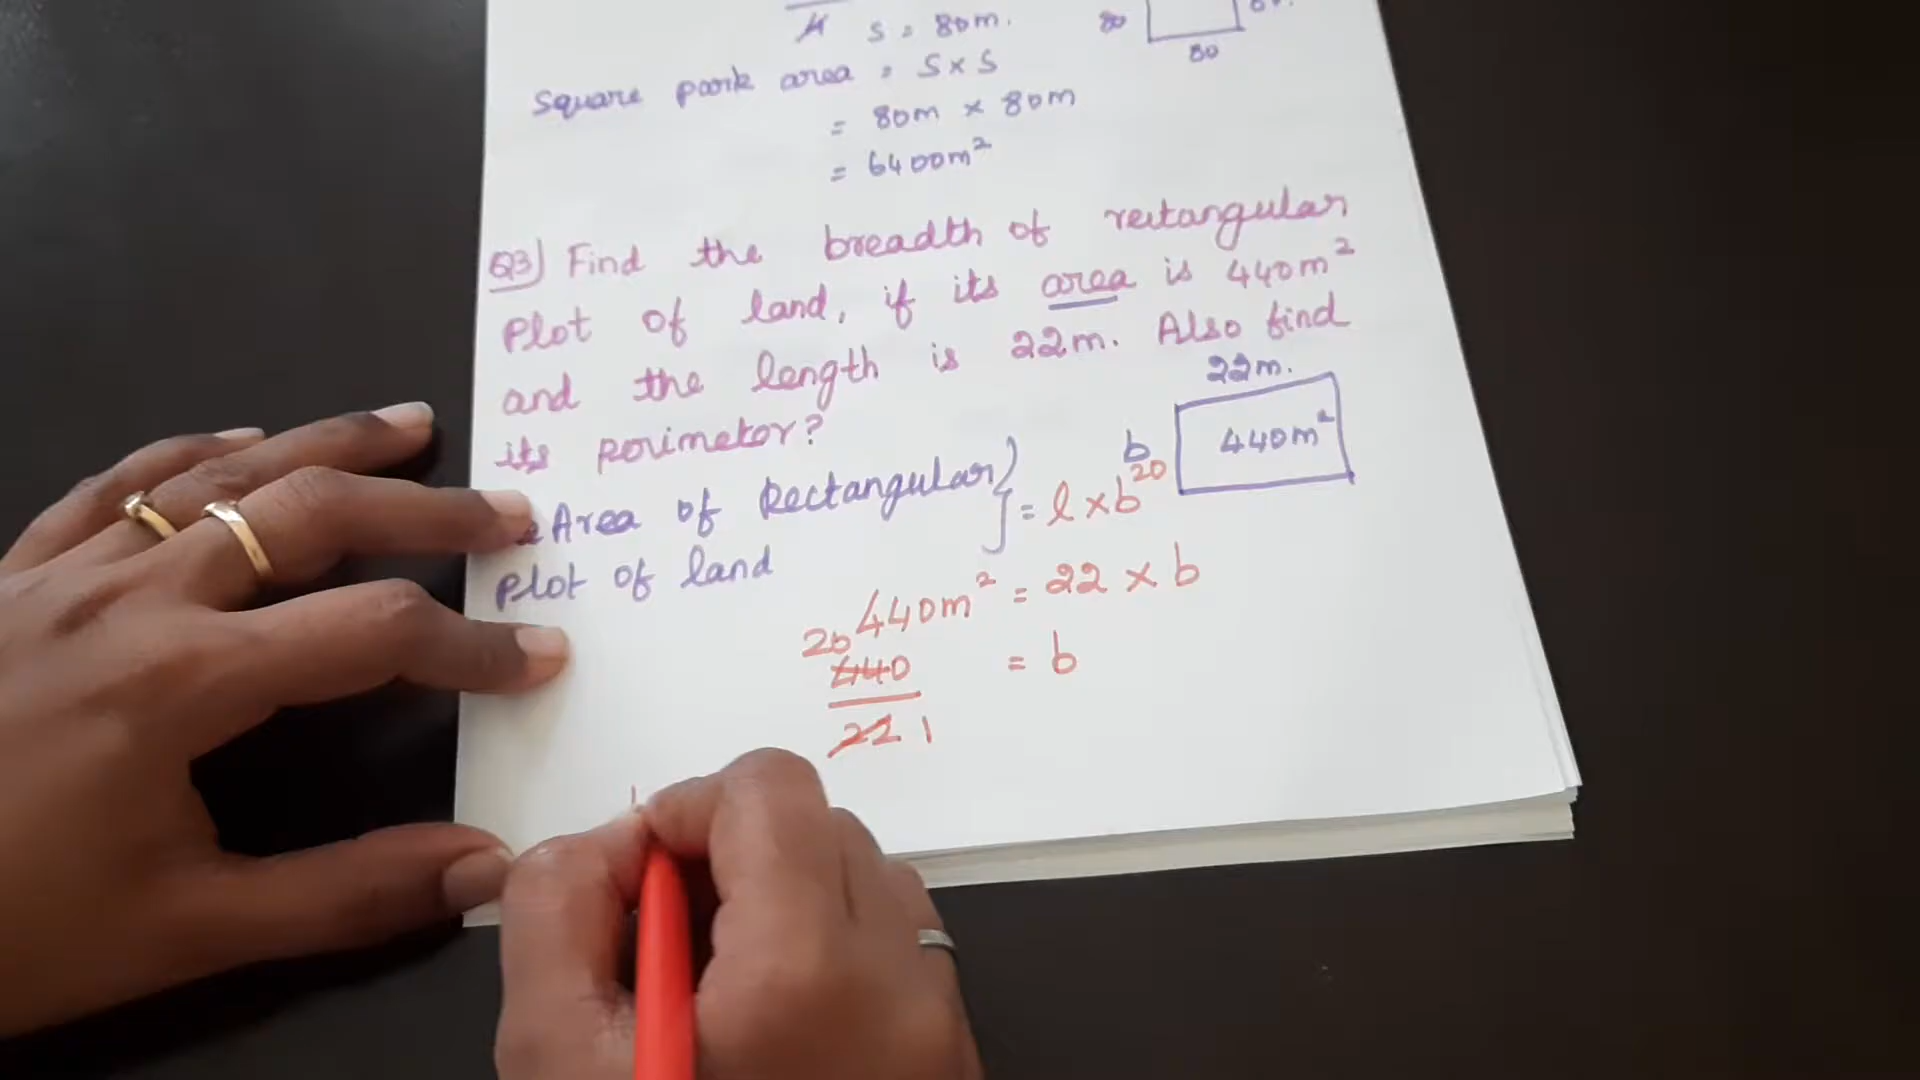 4 s = 80m.
80
80
Square park area = S x S
= 80m x 80m
= 6400m²
Q3) Find the breadth of rectangular
Plot of land, if its area is 440m²
and the length is 22m. Also find
its perimeter?
22m.
b 440m²
20
Area of Rectangular } = l x b
plot of land
440m² = 22 x b
20
440 = b
22 1